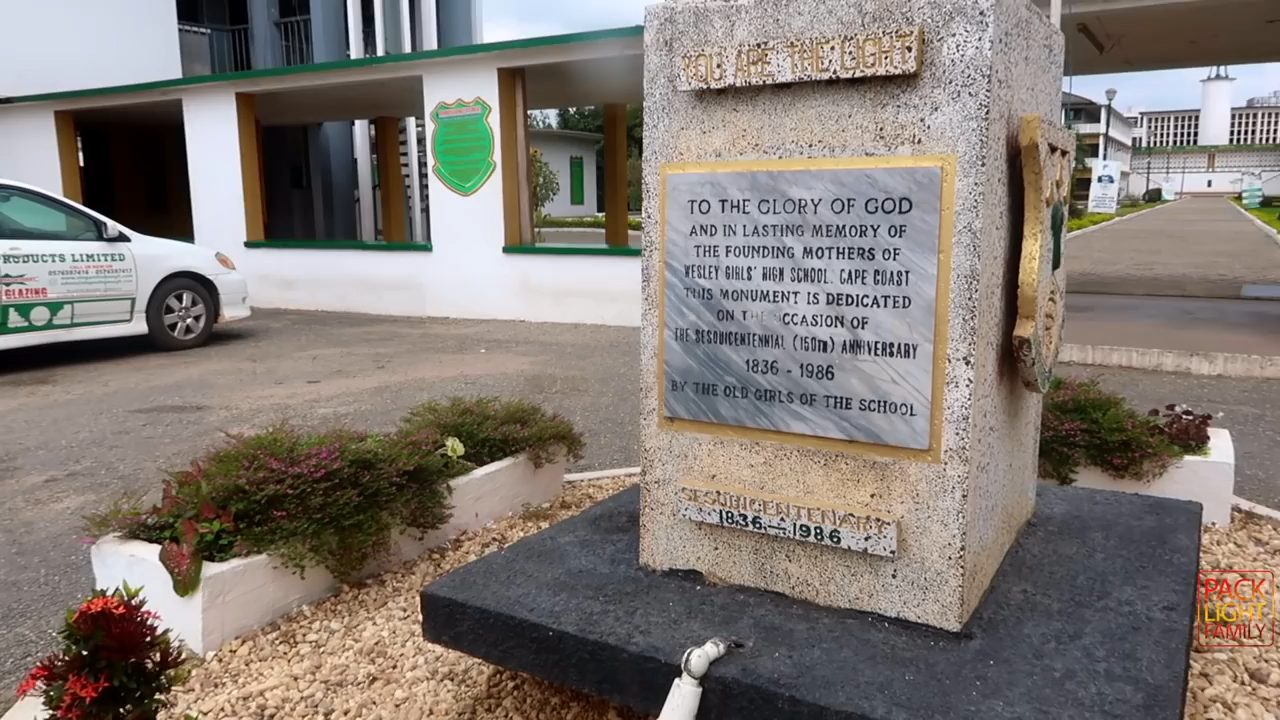 YOU ARE THE LIGHT
TO THE GLORY OF GOD
AND IN LASTING MEMORY OF
THE FOUNDING MOTHERS OF
WESLEY GIRLS' HIGH SCHOOL. CAPE COAST
THIS MONUMENT IS DEDICATED
ON THE OCCASION OF
THE SESQUICENTENNIAL (150TH) ANNIVERSARY
1836 - 1986
BY THE OLD GIRLS OF THE SCHOOL
SESQUICENTENARY
1836 - 1986
PRODUCTS LIMITED
GLAZING
PACK
LIGHT
FAMILY